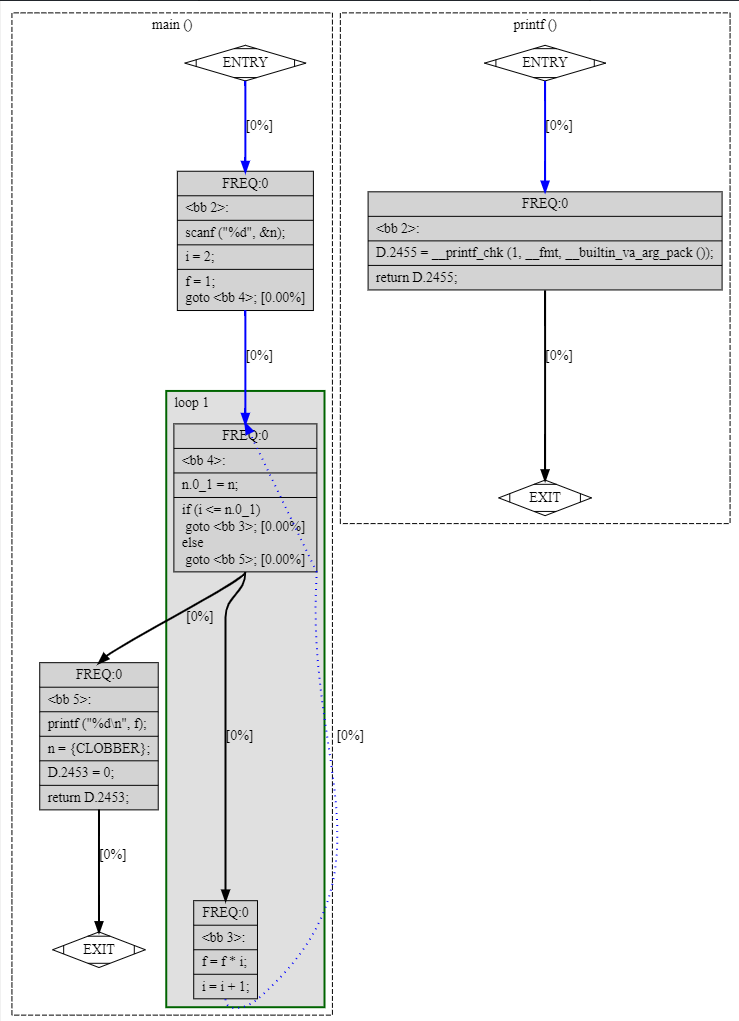 main ()
ENTRY
[0%]
FREQ:0
<bb 2>:
scanf ("%d", &n);
i = 2;
f = 1;
goto <bb 4>; [0.00%]
[0%]
loop 1
FREQ:0
<bb 4>:
n.0_1 = n;
if (i <= n.0_1)
goto <bb 3>; [0.00%]
else
goto <bb 5>; [0.00%]
[0%]
FREQ:0
<bb 5>:
printf ("%d\n", f);
n = {CLOBBER};
D.2453 = 0;
return D.2453;
[0%]
[0%]
[0%]
EXIT
FREQ:0
<bb 3>:
f = f * i;
i = i + 1;
printf ()
ENTRY
[0%]
FREQ:0
<bb 2>:
D.2455 = __printf_chk (1, __fmt, __builtin_va_arg_pack ());
return D.2455;
[0%]
EXIT